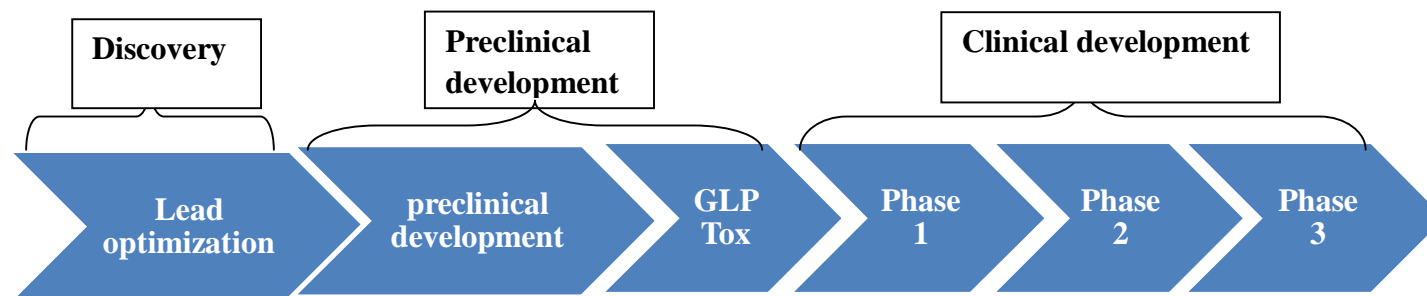 Discovery
Preclinical
development
Clinical development
Lead
optimization
preclinical
development
GLP
Tox
Phase
1
Phase
2
Phase
3